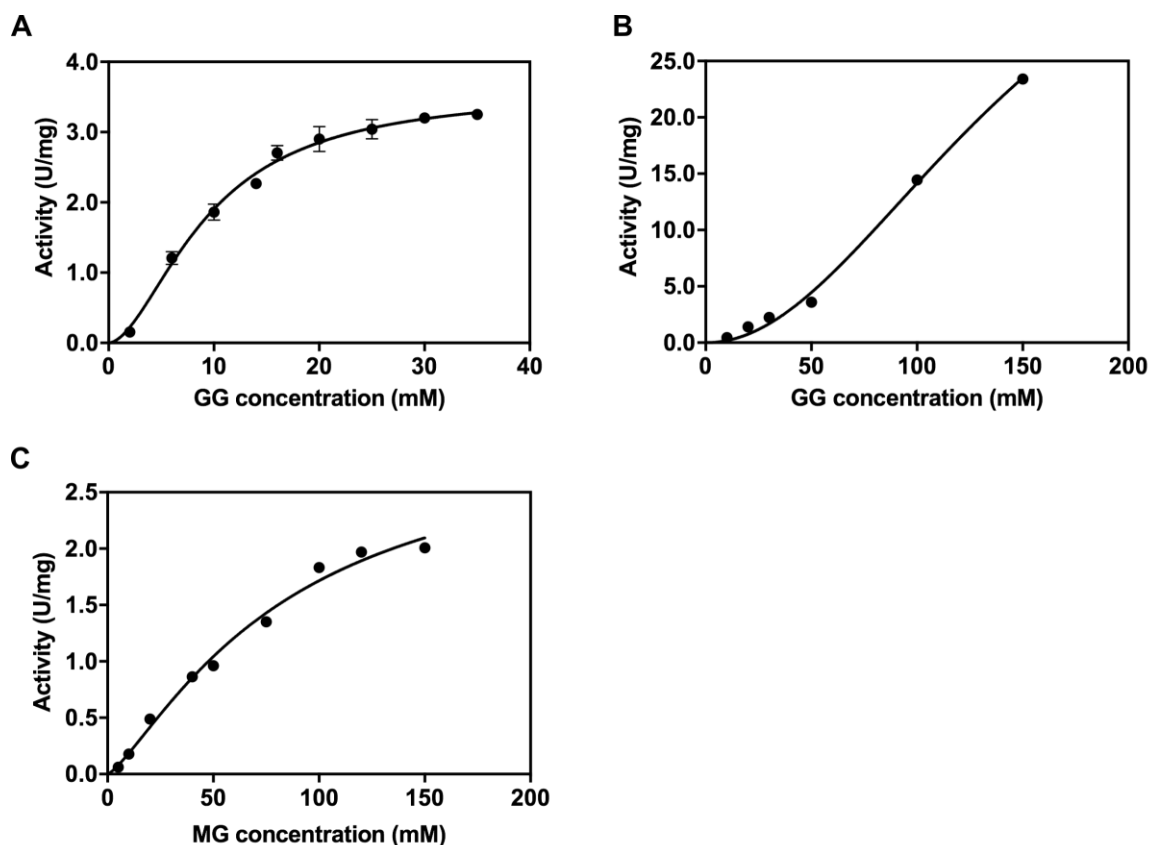 A
Activity (U/mg)
4.0
3.0
2.0
1.0
0.0
0 10 20 30 40
GG concentration (mM)
B
Activity (U/mg)
25.0
20.0
15.0
10.0
5.0
0.0
0 50 100 150 200
GG concentration (mM)
C
Activity (U/mg)
2.5
2.0
1.5
1.0
0.5
0.0
0 50 100 150 200
MG concentration (mM)